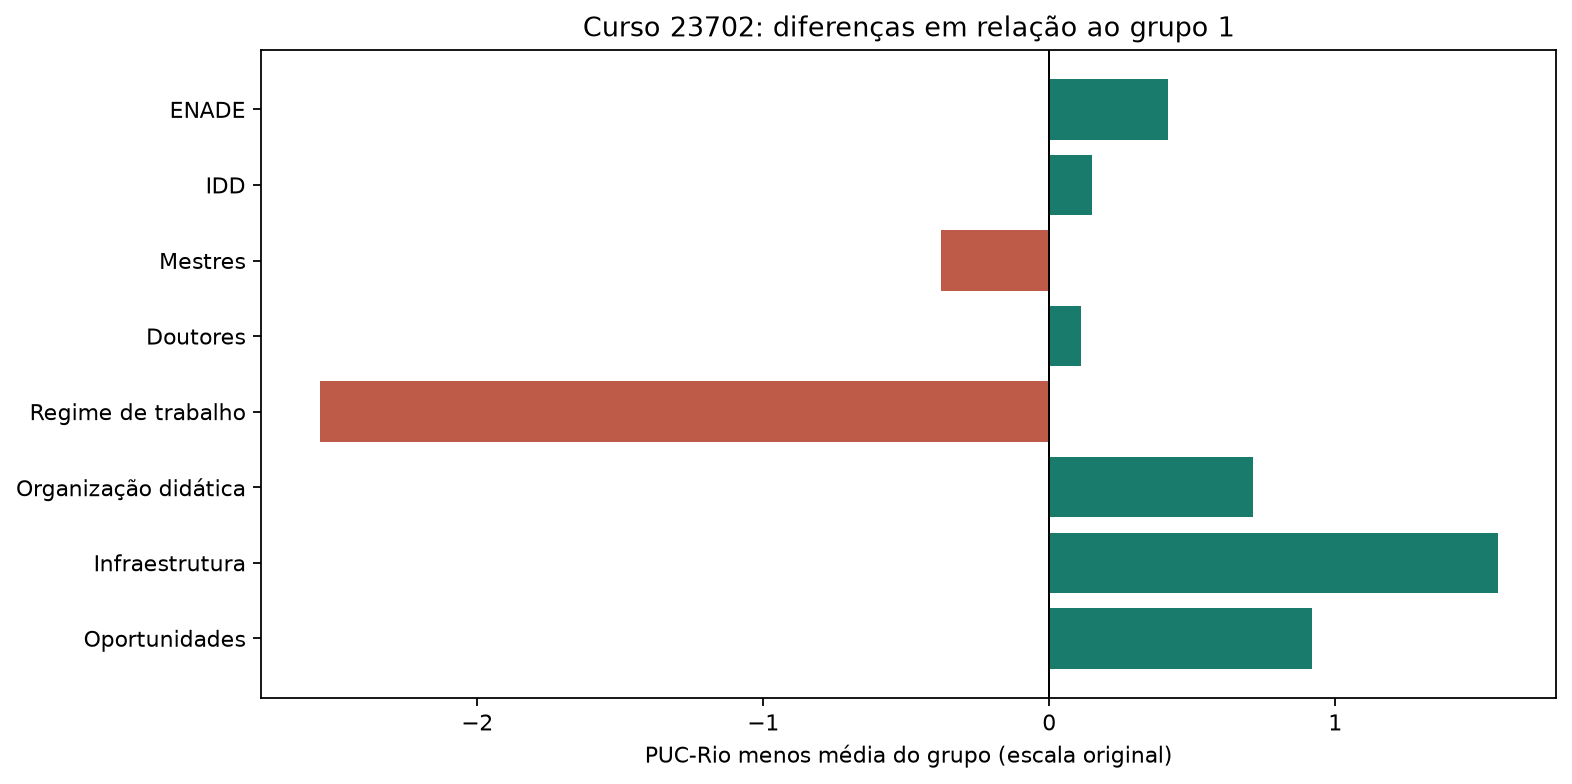 Curso 23702: diferenças em relação ao grupo 1
ENADE
IDD
Mestres
Doutores
Regime de trabalho
Organização didática
Infraestrutura
Oportunidades
−2 −1 0 1
PUC-Rio menos média do grupo (escala original)